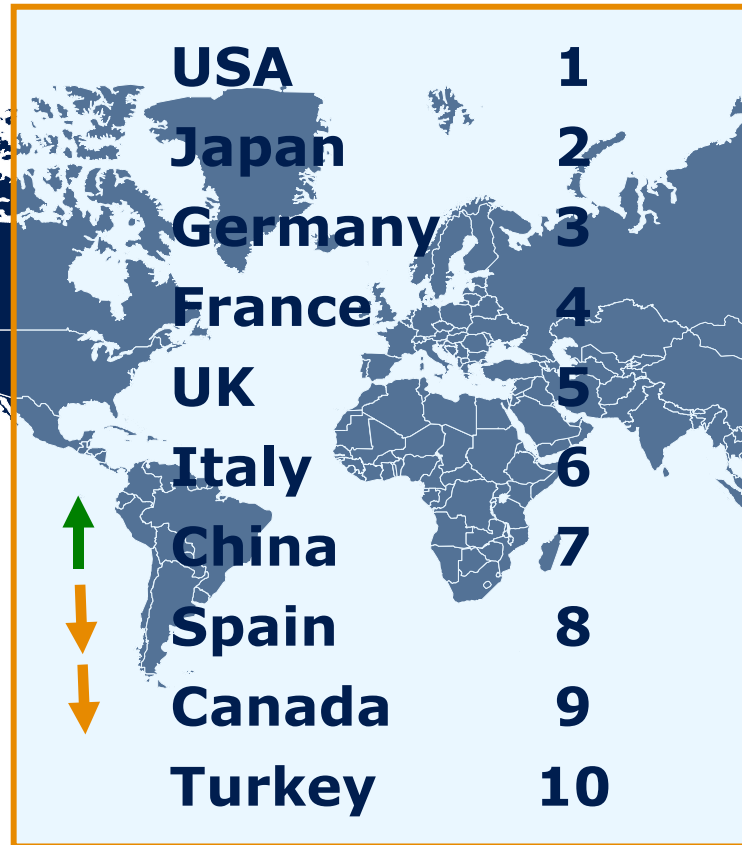 USA 1
Japan 2
Germany 3
France 4
UK 5
Italy 6
China 7
Spain 8
Canada 9
Turkey 10